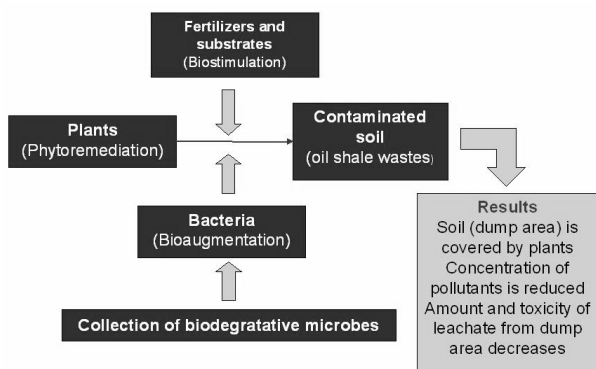 Fertilizers and
substrates
(Biostimulation)
Plants
(Phytoremediation)
Contaminated
soil
(oil shale wastes)
Bacteria
(Bioaugmentation)
Collection of biodegratative microbes
Results
Soil (dump area) is
covered by plants
Concentration of
pollutants is reduced
Amount and toxicity of
leachate from dump
area decreases